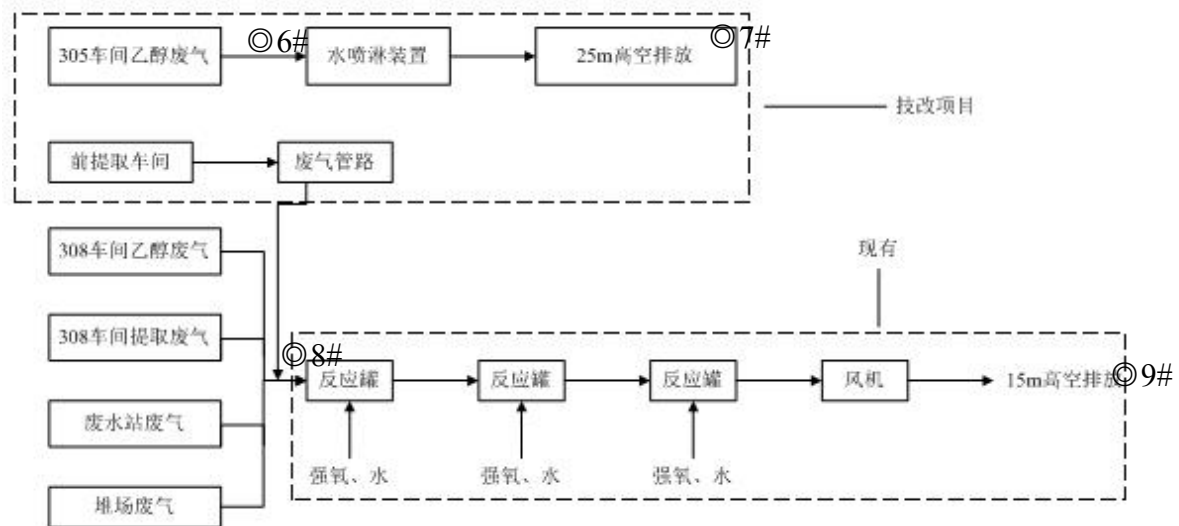 305车间乙醇废气
◎6#
水喷淋装置
25m高空排放
◎7#
技改项目
前提取车间
废气管路
308车间乙醇废气
现有
308车间提取废气
◎8#
反应罐
反应罐
反应罐
风机
15m高空排放
◎9#
废水站废气
强氧、水
强氧、水
强氧、水
堆场废气